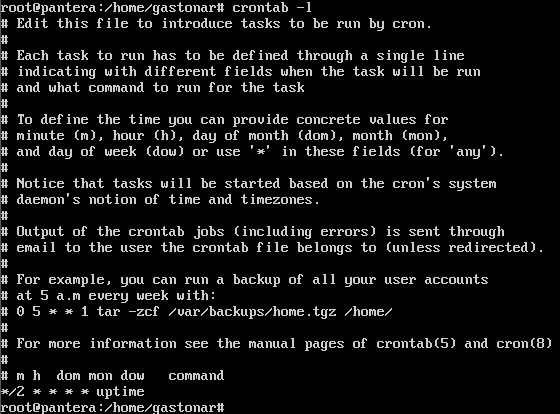 root@pantera:/home/gastonar# crontab -l
# Edit this file to introduce tasks to be run by cron.
#
# Each task to run has to be defined through a single line
# indicating with different fields when the task will be run
# and what command to run for the task
#
# To define the time you can provide concrete values for
# minute (m), hour (h), day of month (dom), month (mon),
# and day of week (dow) or use '*' in these fields (for 'any').
#
# Notice that tasks will be started based on the cron's system
# daemon's notion of time and timezones.
#
# Output of the crontab jobs (including errors) is sent through
# email to the user the crontab file belongs to (unless redirected).
#
# For example, you can run a backup of all your user accounts
# at 5 a.m every week with:
# 0 5 * * 1 tar -zcf /var/backups/home.tgz /home/
#
# For more information see the manual pages of crontab(5) and cron(8)
#
# m h  dom mon dow   command
*/2 * * * * uptime
root@pantera:/home/gastonar#